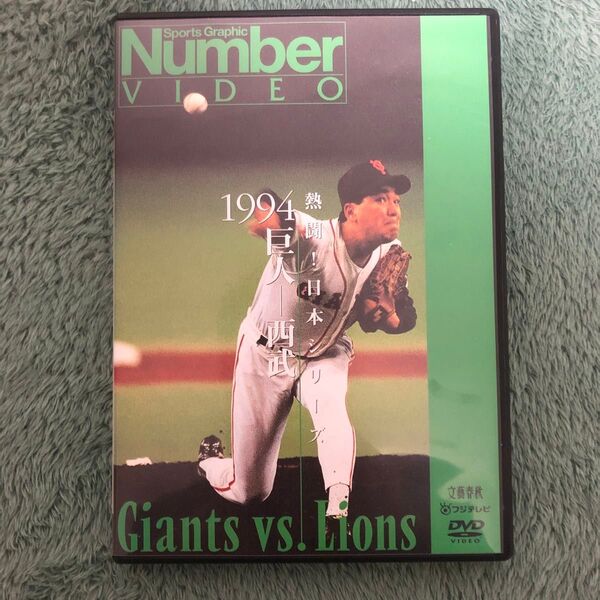 Sports Graphic
Number
VIDEO
熱闘!日本シリーズ
1994 巨人—西武
Giants vs. Lions
文藝春秋
フジテレビ
DVD
VIDEO